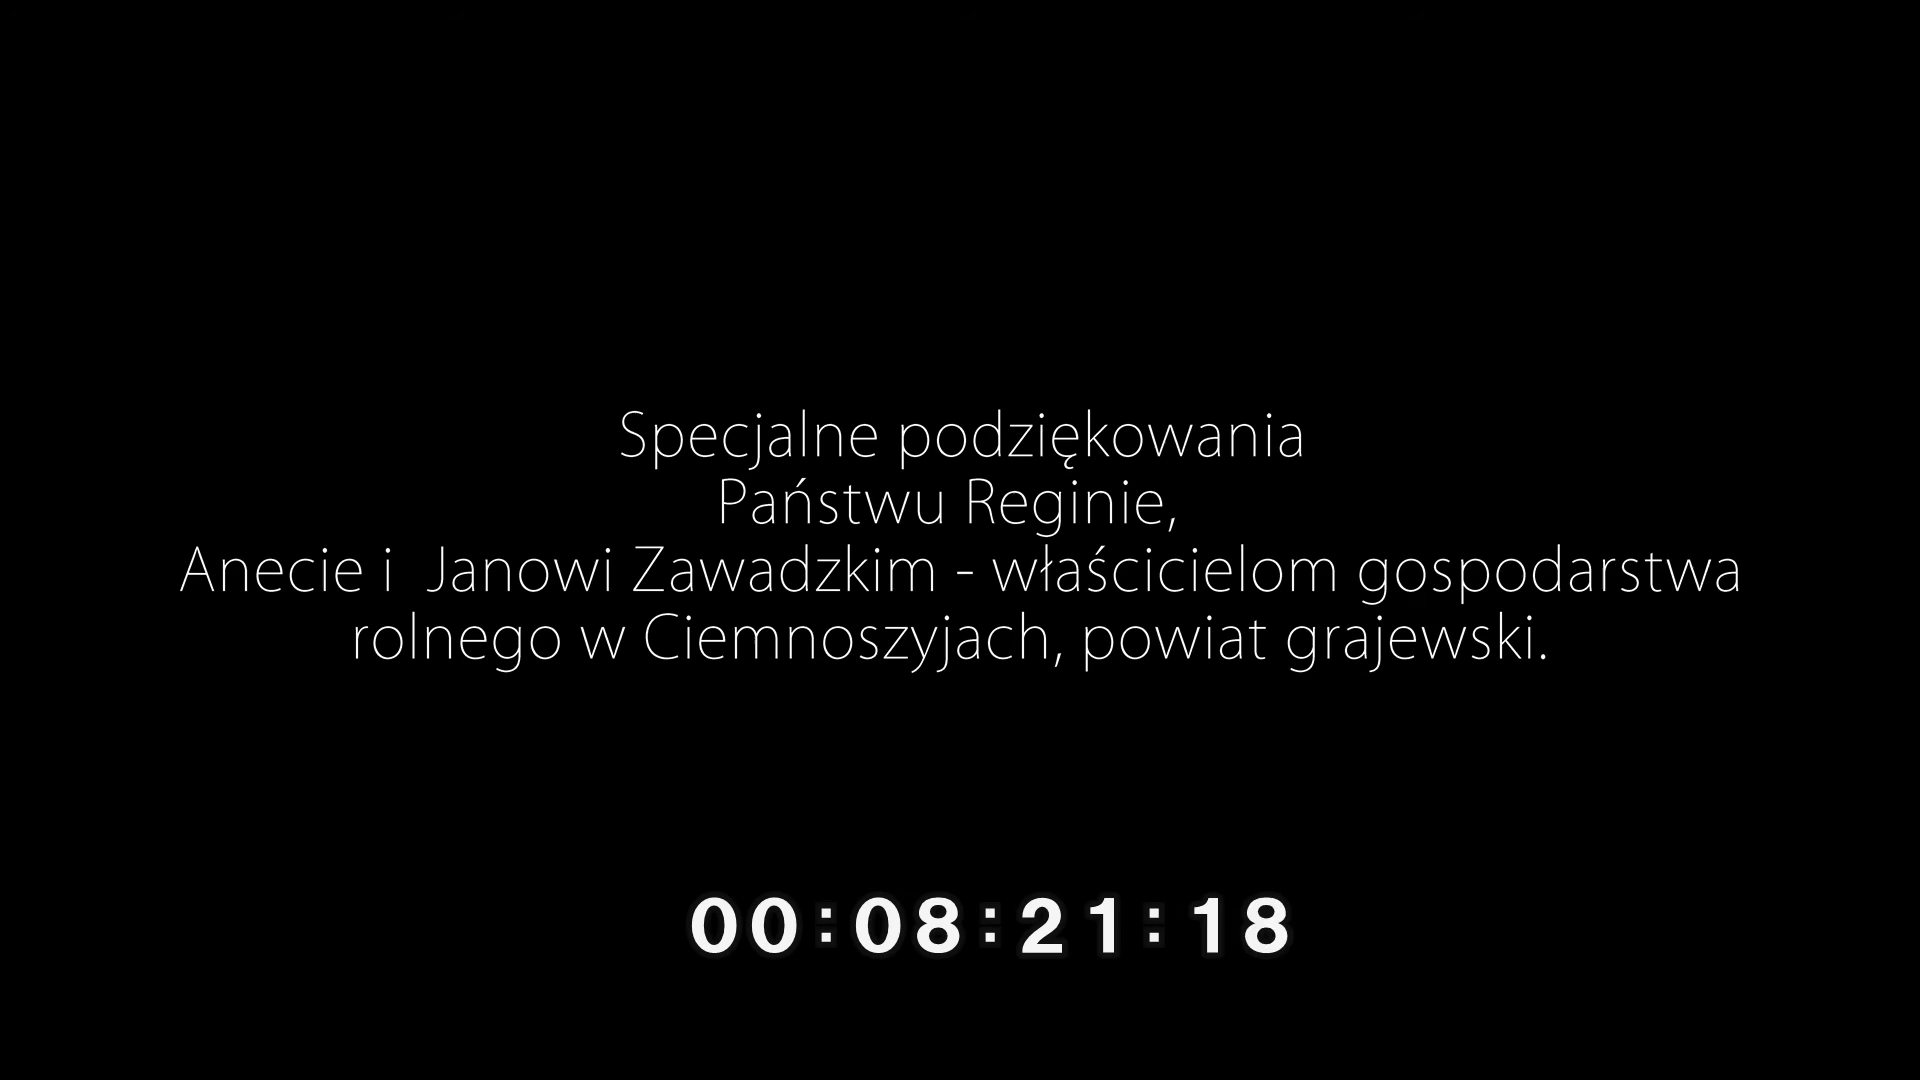 Specjalne podziękowania
Państwu Reginie,
Anecie i  Janowi Zawadzkim - właścicielom gospodarstwa
rolnego w Ciemnoszyjach, powiat grajewski.
00:08:21:18